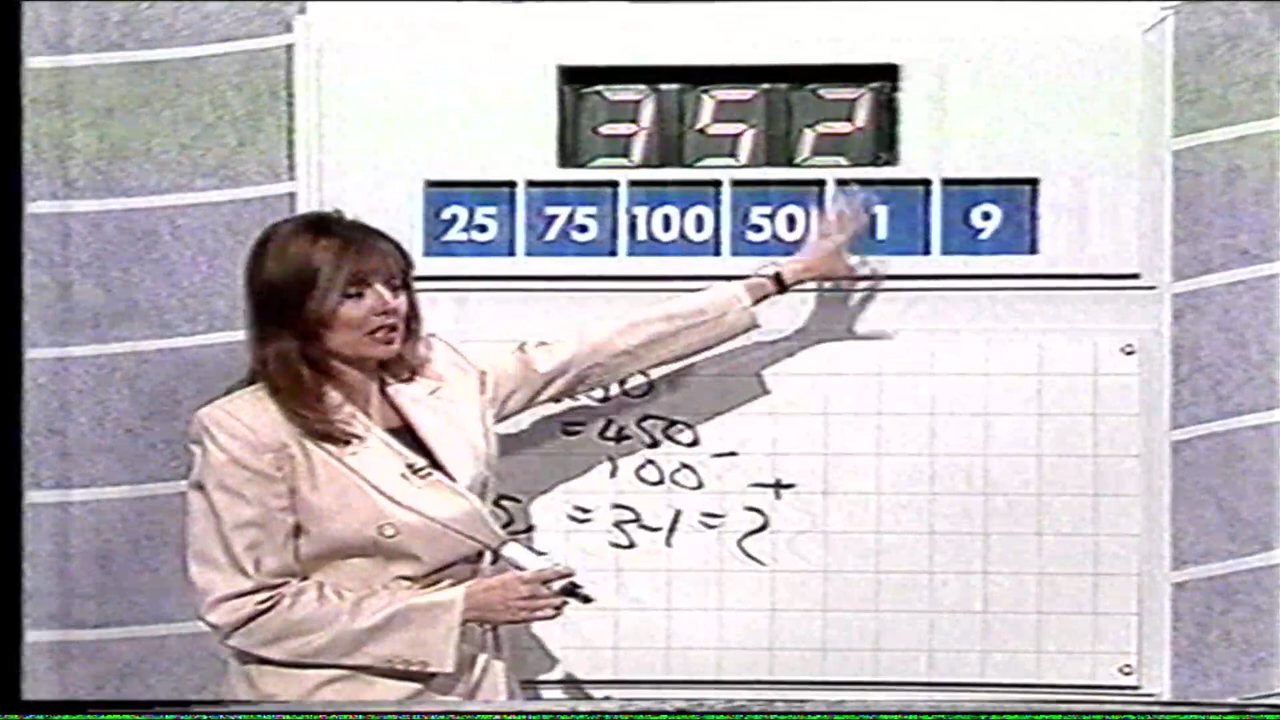 352
25 75 100 50 1 9
= 450 -
100 +
= 3-1 = 2